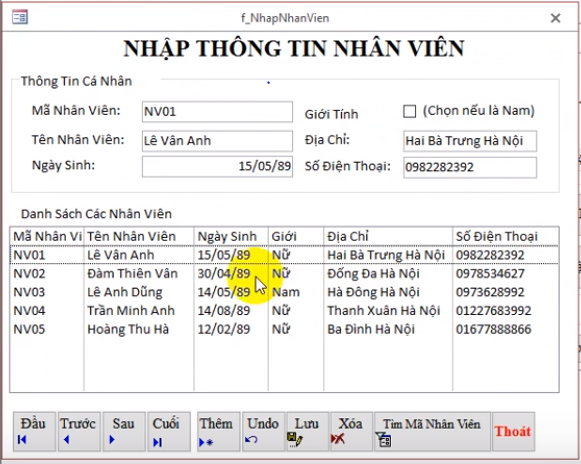 f_NhapNhanVien
NHẬP THÔNG TIN NHÂN VIÊN
Thông Tin Cá Nhân
Mã Nhân Viên: NV01 Giới Tính (Chọn nếu là Nam)
Tên Nhân Viên: Lê Vân Anh Địa Chỉ: Hai Bà Trưng Hà Nội
Ngày Sinh: 15/05/89 Số Điện Thoại: 0982282392
Danh Sách Các Nhân Viên
Mã Nhân Vi Tên Nhân Viên Ngày Sinh Giới Địa Chỉ Số Điện Thoại
NV01 Lê Vân Anh 15/05/89 Nữ Hai Bà Trưng Hà Nội 0982282392
NV02 Đàm Thiên Vân 30/04/89 Nữ Đống Đa Hà Nội 0978534627
NV03 Lê Anh Dũng 14/05/89 Nam Hà Đông Hà Nội 0973628992
NV04 Trần Minh Anh 14/08/89 Nữ Thanh Xuân Hà Nội 01227683992
NV05 Hoàng Thu Hà 12/02/89 Nữ Ba Đình Hà Nội 01677888866
Đầu Trước Sau Cuối Thêm Undo Lưu Xóa Tìm Mã Nhân Viên Thoát